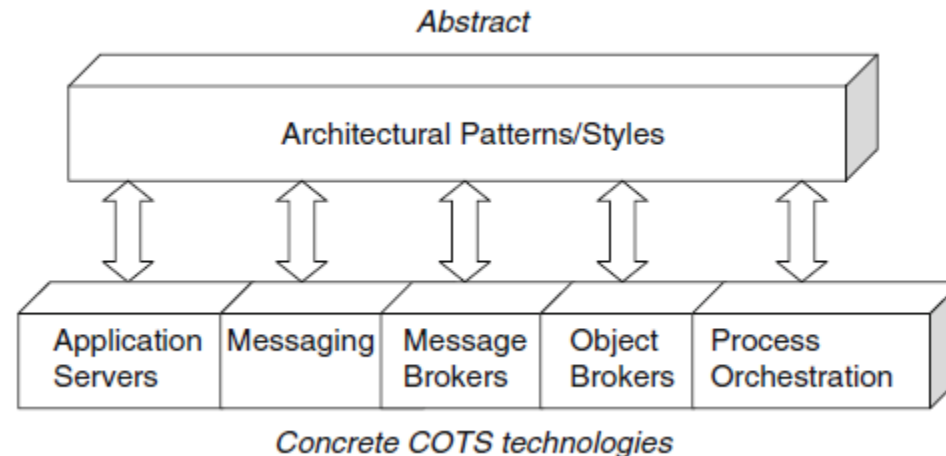 Abstract
Architectural Patterns/Styles
Application
Servers
Messaging
Message
Brokers
Object
Brokers
Process
Orchestration
Concrete COTS technologies